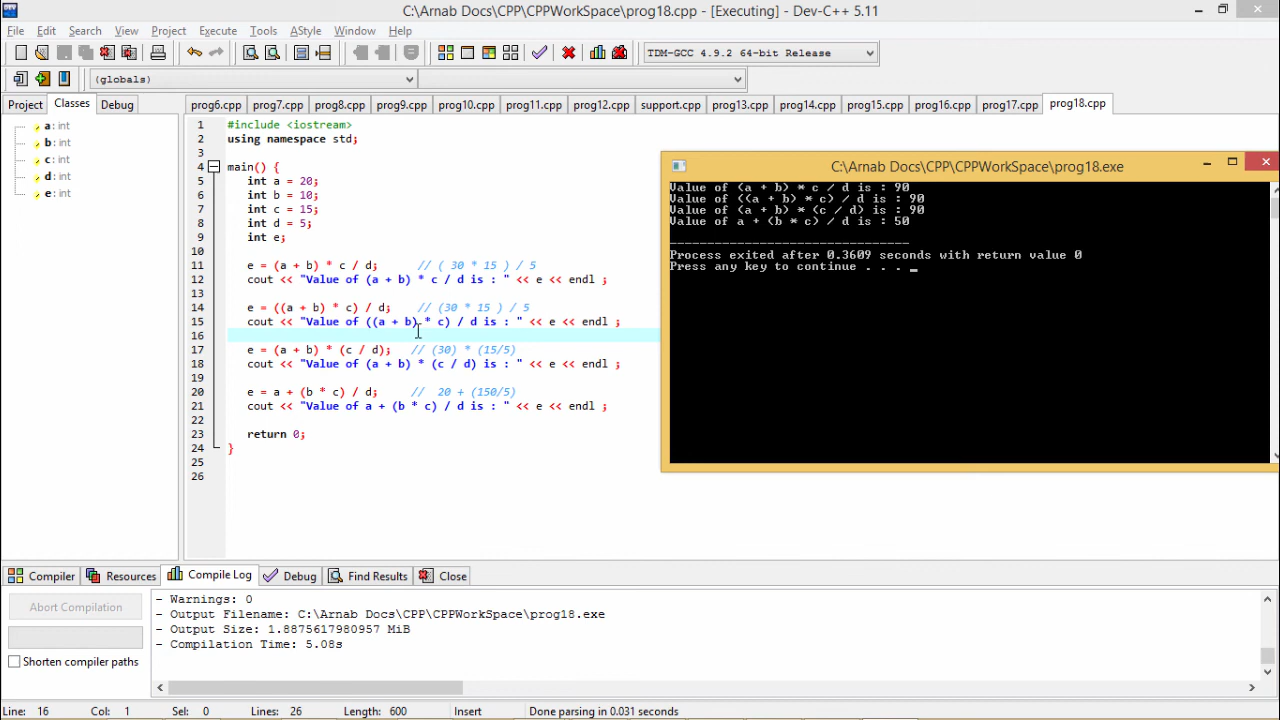 C:\Arnab Docs\CPP\CPPWorkSpace\prog18.cpp - [Executing] - Dev-C++ 5.11
File Edit Search View Project Execute Tools AStyle Window Help
TDM-GCC 4.9.2 64-bit Release
(globals)
Project Classes Debug
prog6.cpp prog7.cpp prog8.cpp prog9.cpp prog10.cpp prog11.cpp prog12.cpp support.cpp prog13.cpp prog14.cpp prog15.cpp prog16.cpp prog17.cpp prog18.cpp
a : int
b : int
c : int
d : int
e : int
1 #include <iostream>
2 using namespace std;
3
4 main() {
5 int a = 20;
6 int b = 10;
7 int c = 15;
8 int d = 5;
9 int e;
10
11 e = (a + b) * c / d; // ( 30 * 15 ) / 5
12 cout << "Value of (a + b) * c / d is : " << e << endl ;
13
14 e = ((a + b) * c) / d; // (30 * 15 ) / 5
15 cout << "Value of ((a + b) * c) / d is : " << e << endl ;
16
17 e = (a + b) * (c / d); // (30) * (15/5)
18 cout << "Value of (a + b) * (c / d) is : " << e << endl ;
19
20 e = a + (b * c) / d; // 20 + (150/5)
21 cout << "Value of a + (b * c) / d is : " << e << endl ;
22
23 return 0;
24 }
25
26
C:\Arnab Docs\CPP\CPPWorkSpace\prog18.exe
Value of (a + b) * c / d is : 90
Value of ((a + b) * c) / d is : 90
Value of (a + b) * (c / d) is : 90
Value of a + (b * c) / d is : 50
--------------------------------
Process exited after 0.3609 seconds with return value 0
Press any key to continue . . . _
Compiler Resources Compile Log Debug Find Results Close
Abort Compilation
Shorten compiler paths
- Warnings: 0
- Output Filename: C:\Arnab Docs\CPP\CPPWorkSpace\prog18.exe
- Output Size: 1.8875617980957 MiB
- Compilation Time: 5.08s
Line: 16 Col: 1 Sel: 0 Lines: 26 Length: 600 Insert Done parsing in 0.031 seconds